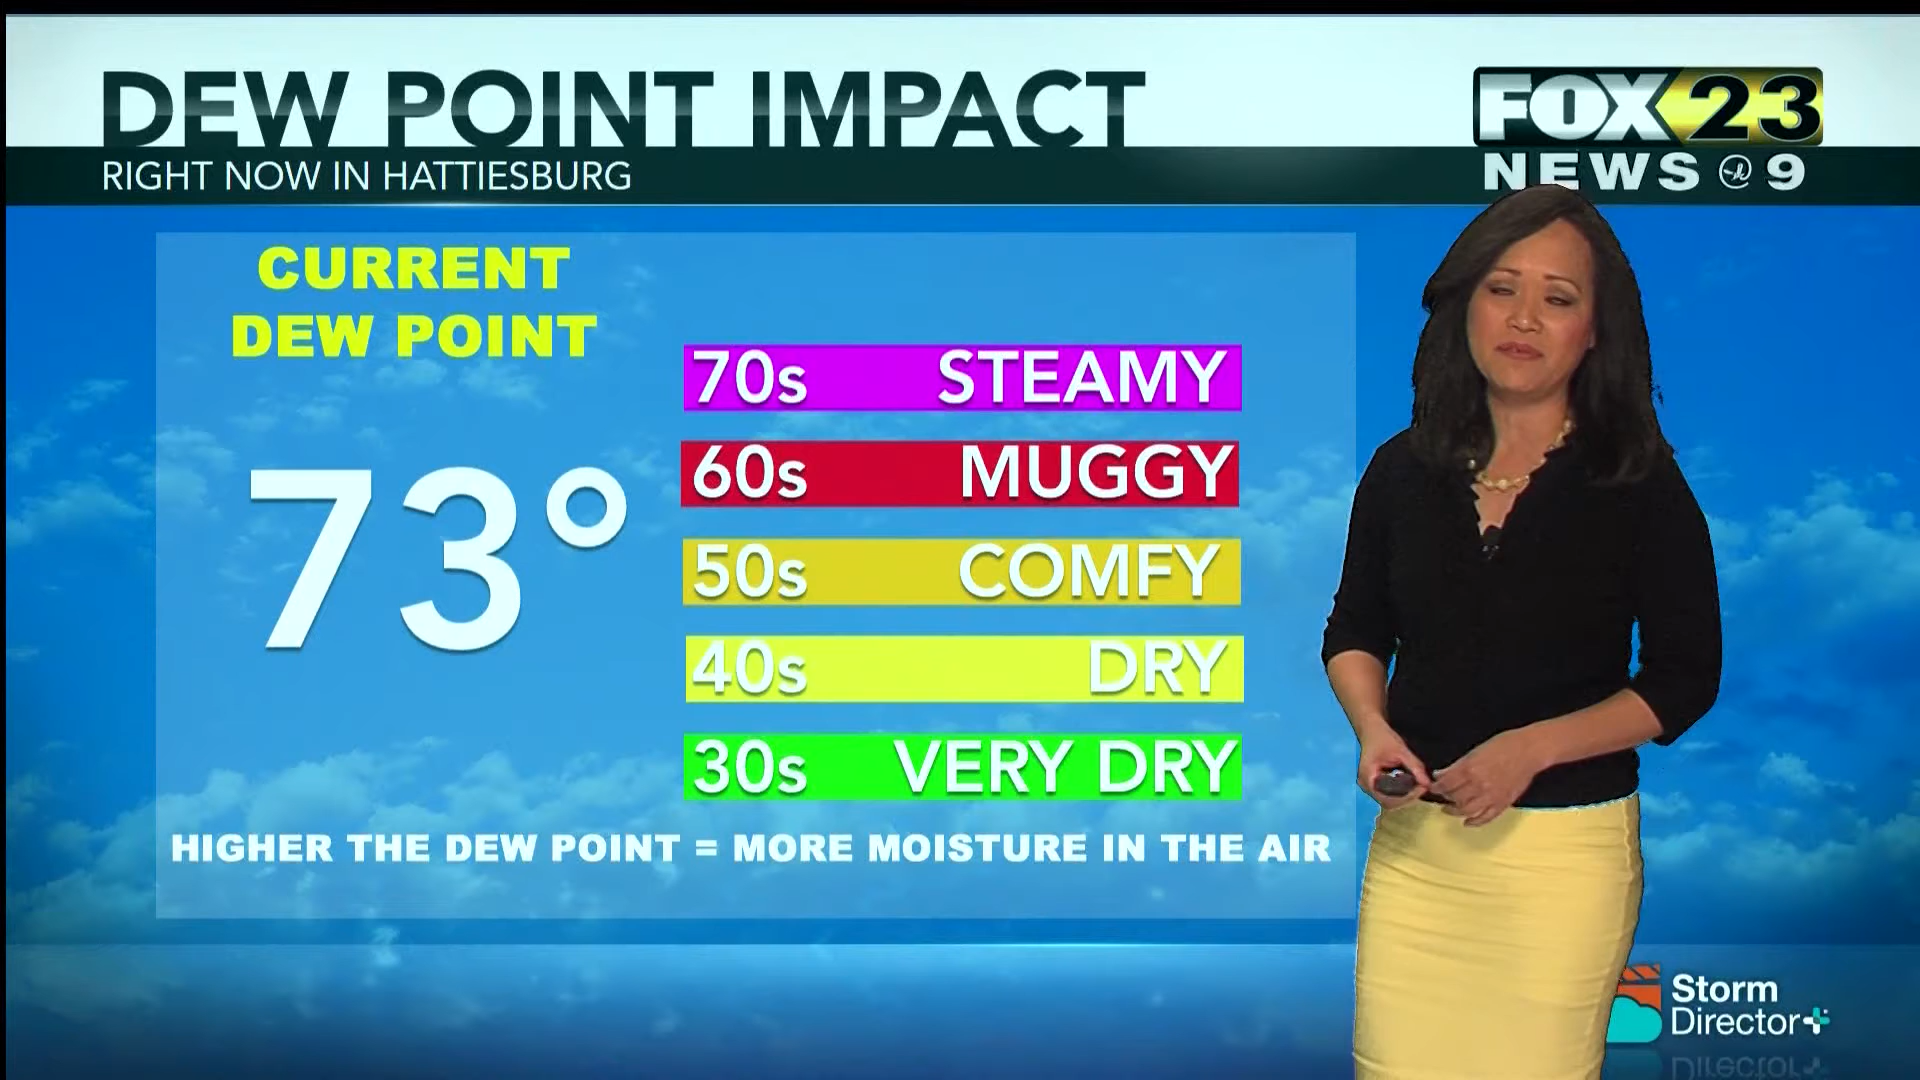 DEW POINT IMPACT
RIGHT NOW IN HATTIESBURG
FOX 23
NEWS @ 9
CURRENT
DEW POINT
73°
70s STEAMY
60s MUGGY
50s COMFY
40s DRY
30s VERY DRY
HIGHER THE DEW POINT = MORE MOISTURE IN THE AIR
Storm
Director+